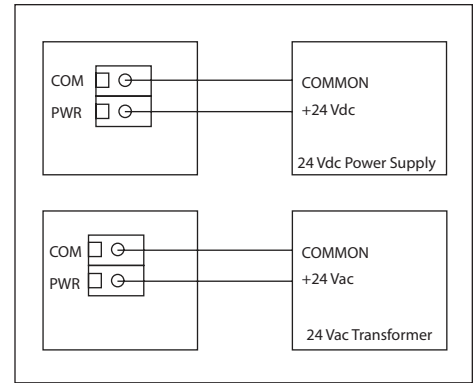 COM
PWR
COMMON
+24 Vdc
24 Vdc Power Supply
COM
PWR
COMMON
+24 Vac
24 Vac Transformer